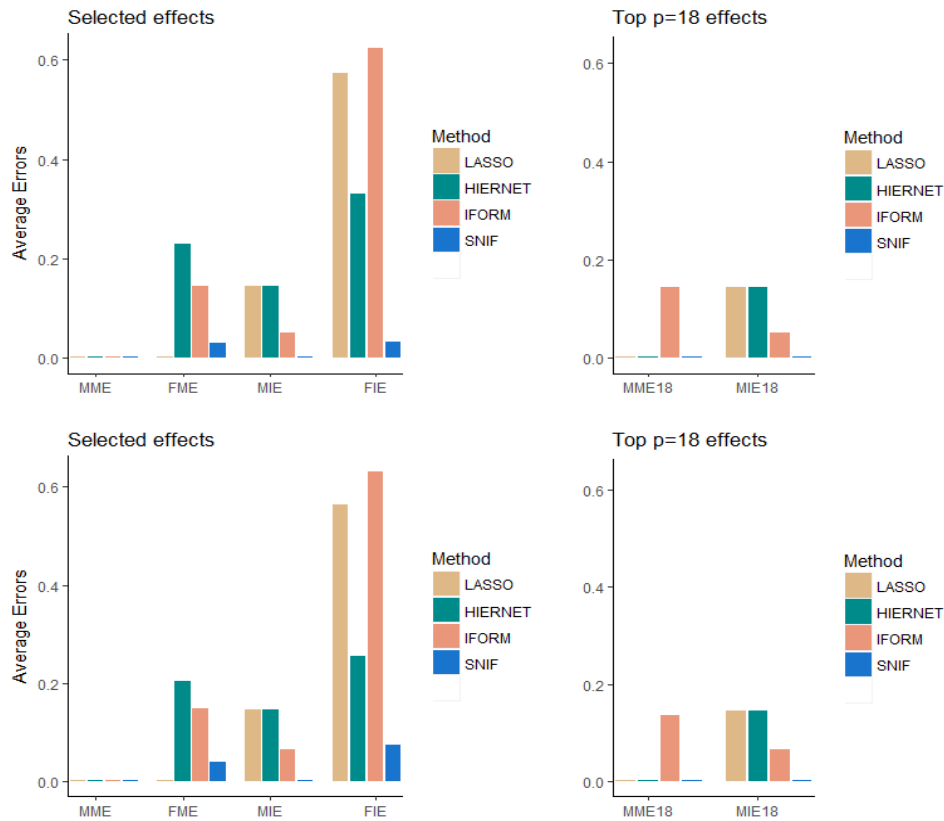 Selected effects
Average Errors
0.6
0.4
0.2
0.0
MME FME MIE FIE
Method
LASSO
HIERNET
IFORM
SNIF
Top p=18 effects
0.6
0.4
0.2
0.0
MME18 MIE18
Method
LASSO
HIERNET
IFORM
SNIF
Selected effects
Average Errors
0.6
0.4
0.2
0.0
MME FME MIE FIE
Method
LASSO
HIERNET
IFORM
SNIF
Top p=18 effects
0.6
0.4
0.2
0.0
MME18 MIE18
Method
LASSO
HIERNET
IFORM
SNIF